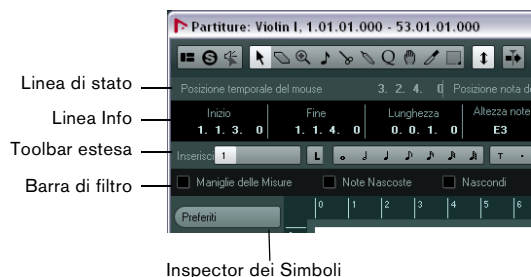 Partiture: Violin I, 1.01.01.000 - 53.01.01.000
Linea di stato
Posizione temporale del mouse 3. 2. 4. 0 Posizione nota de
Linea Info
Inizio Fine Lunghezza Altezza note
1. 1. 3. 0 1. 1. 4. 0 0. 0. 1. 0 E3
Toolbar estesa
Inserisci 1 L T
Barra di filtro
Maniglie delle Misure Note Nascoste Nascondi
Preferiti
0 1 2 3 4 5 6
Inspector dei Simboli